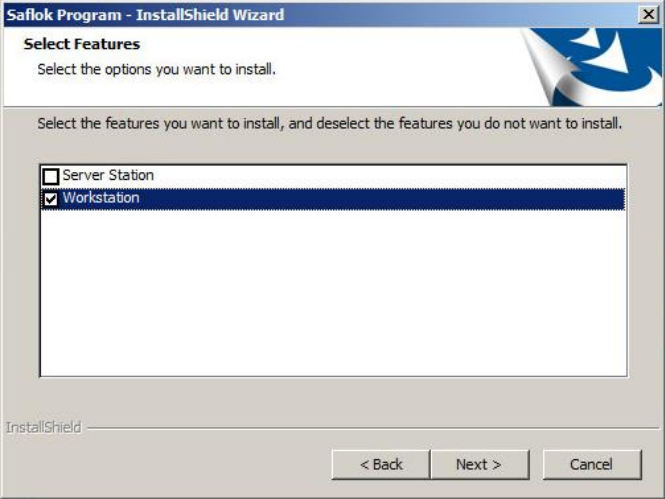 Saflok Program - InstallShield Wizard
Select Features
Select the options you want to install.
Select the features you want to install, and deselect the features you do not want to install.
Server Station
Workstation
InstallShield
< Back
Next >
Cancel